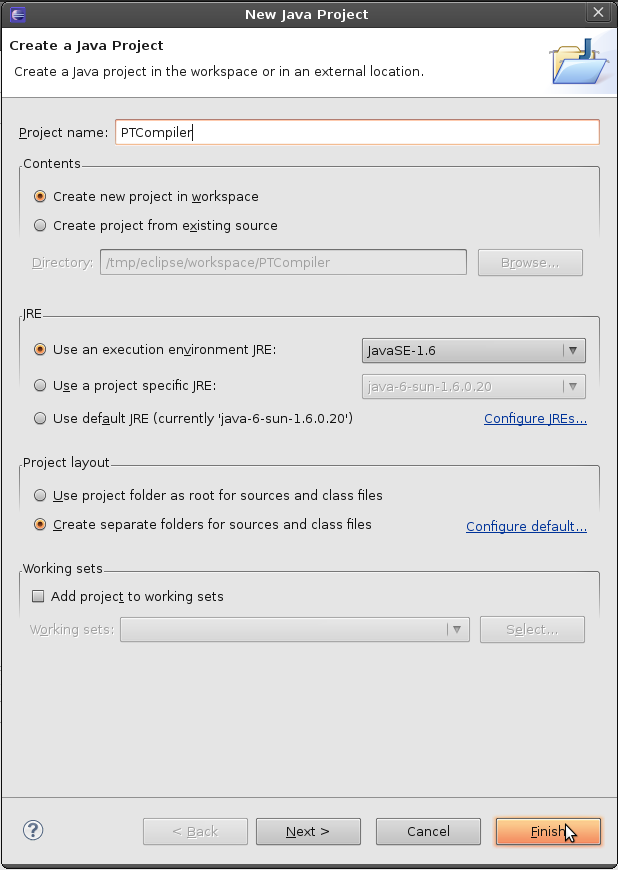 New Java Project
Create a Java Project
Create a Java project in the workspace or in an external location.
Project name: PTCompiler
Contents
Create new project in workspace
Create project from existing source
Directory: /tmp/eclipse/workspace/PTCompiler Browse...
JRE
Use an execution environment JRE: JavaSE-1.6
Use a project specific JRE: java-6-sun-1.6.0.20
Use default JRE (currently 'java-6-sun-1.6.0.20') Configure JREs...
Project layout
Use project folder as root for sources and class files
Create separate folders for sources and class files Configure default...
Working sets
Add project to working sets
Working sets: Select...
? < Back Next > Cancel Finish